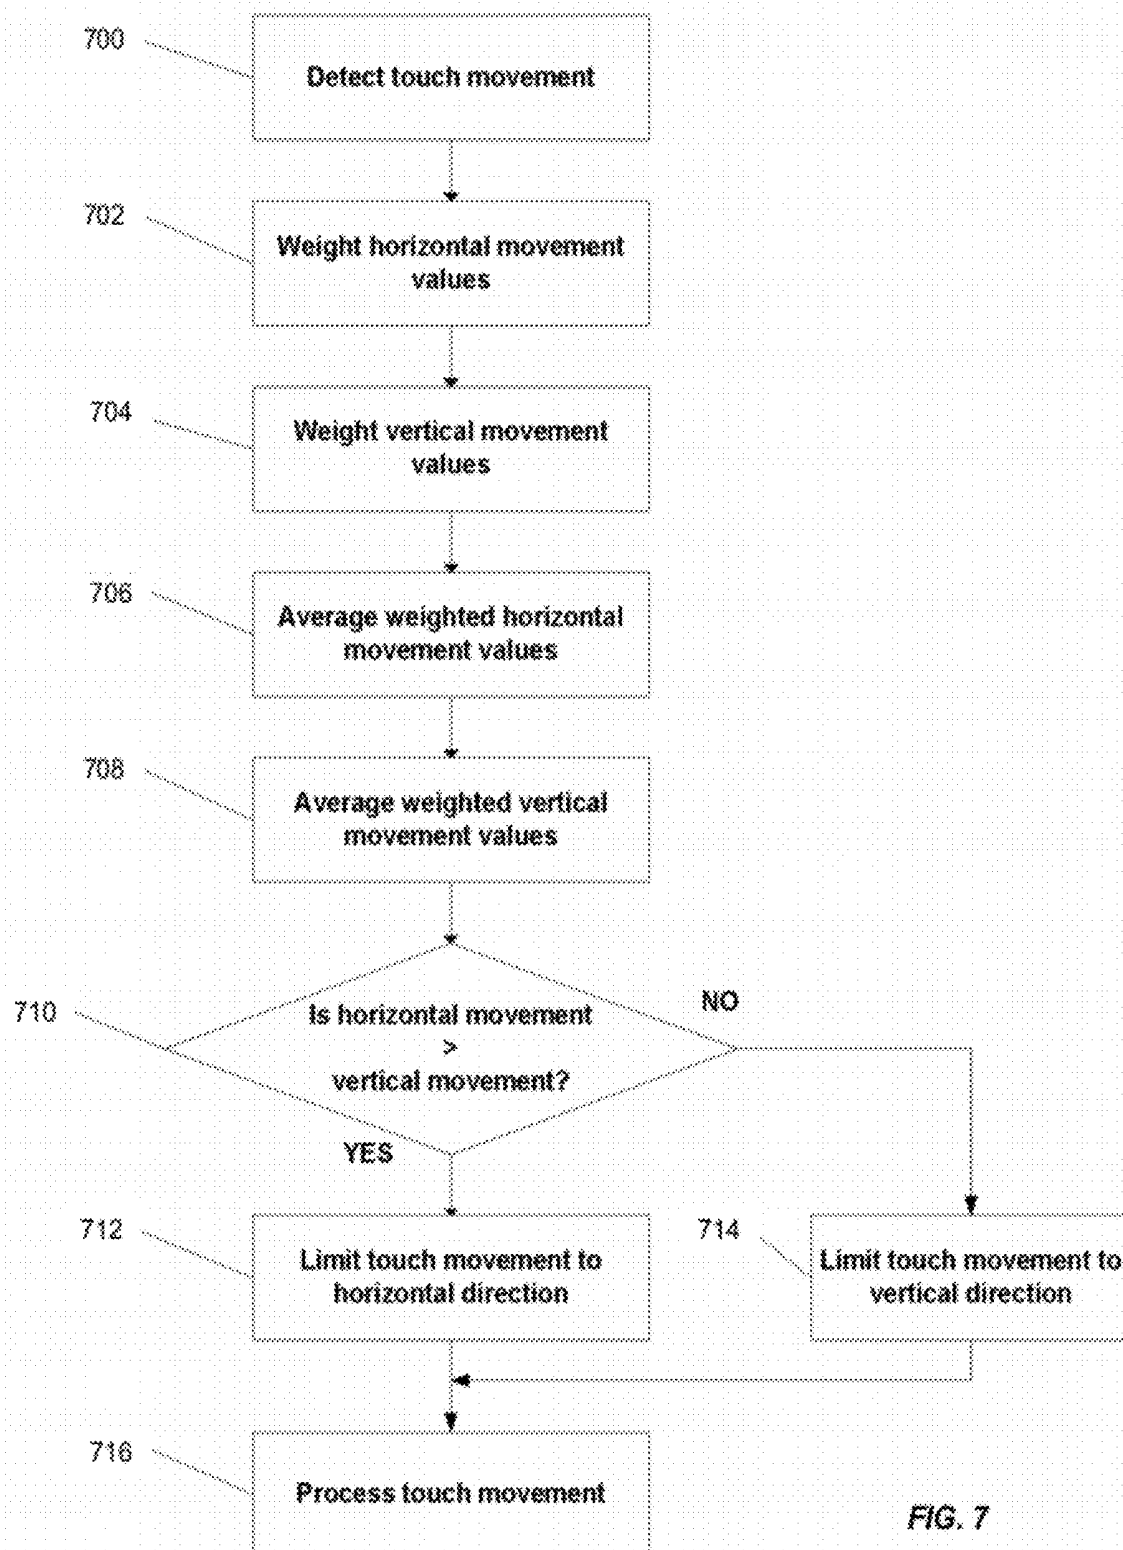 700
Detect touch movement
702
Weight horizontal movement
values
704
Weight vertical movement
values
706
Average weighted horizontal
movement values
708
Average weighted vertical
movement values
710
Is horizontal movement
>
vertical movement?
NO
YES
712
Limit touch movement to
horizontal direction
714
Limit touch movement to
vertical direction
716
Process touch movement
FIG. 7